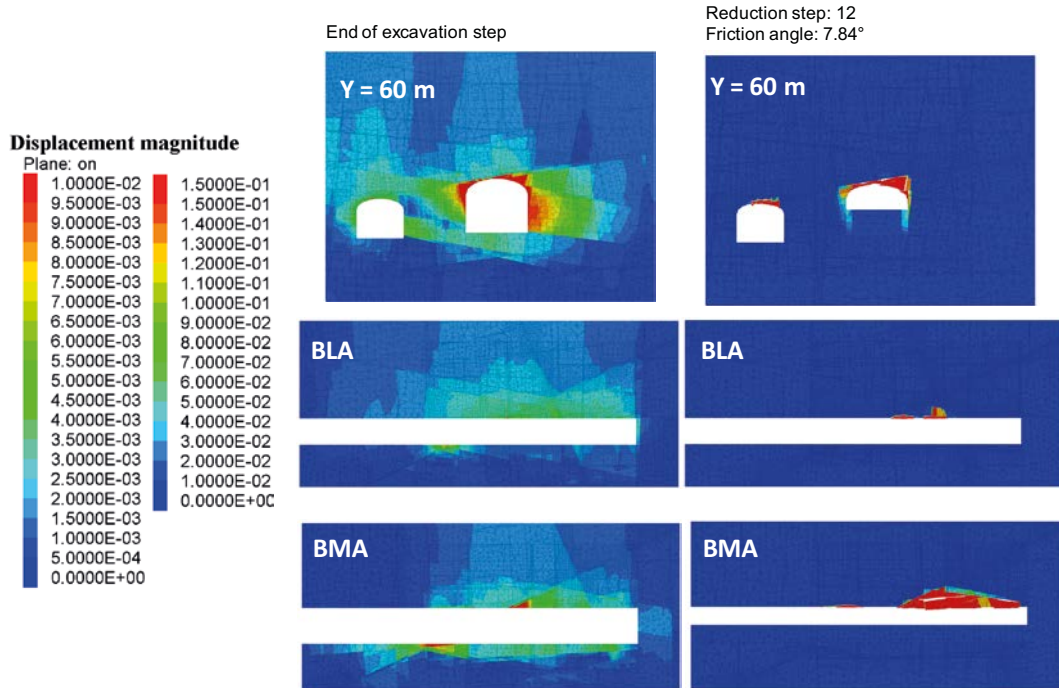 End of excavation step
Reduction step: 12
Friction angle: 7.84°
Y = 60 m
Y = 60 m
Displacement magnitude
Plane: on
1.0000E-02
9.5000E-03
9.0000E-03
8.5000E-03
8.0000E-03
7.5000E-03
7.0000E-03
6.5000E-03
6.0000E-03
5.5000E-03
5.0000E-03
4.5000E-03
4.0000E-03
3.5000E-03
3.0000E-03
2.5000E-03
2.0000E-03
1.5000E-03
1.0000E-03
5.0000E-04
0.0000E+00
1.5000E-01
1.5000E-01
1.4000E-01
1.3000E-01
1.2000E-01
1.1000E-01
1.0000E-01
9.0000E-02
8.0000E-02
7.0000E-02
6.0000E-02
5.0000E-02
4.0000E-02
3.0000E-02
2.0000E-02
1.0000E-02
0.0000E+00
BLA
BLA
BMA
BMA